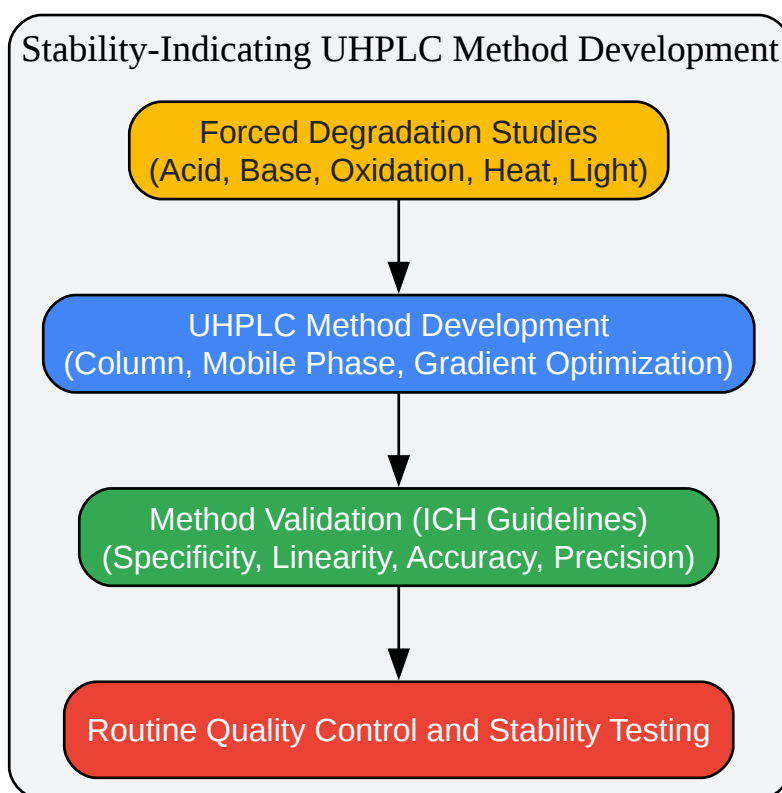 Stability-Indicating UHPLC Method Development
Forced Degradation Studies
(Acid, Base, Oxidation, Heat, Light)
UHPLC Method Development
(Column, Mobile Phase, Gradient Optimization)
Method Validation (ICH Guidelines)
(Specificity, Linearity, Accuracy, Precision)
Routine Quality Control and Stability Testing